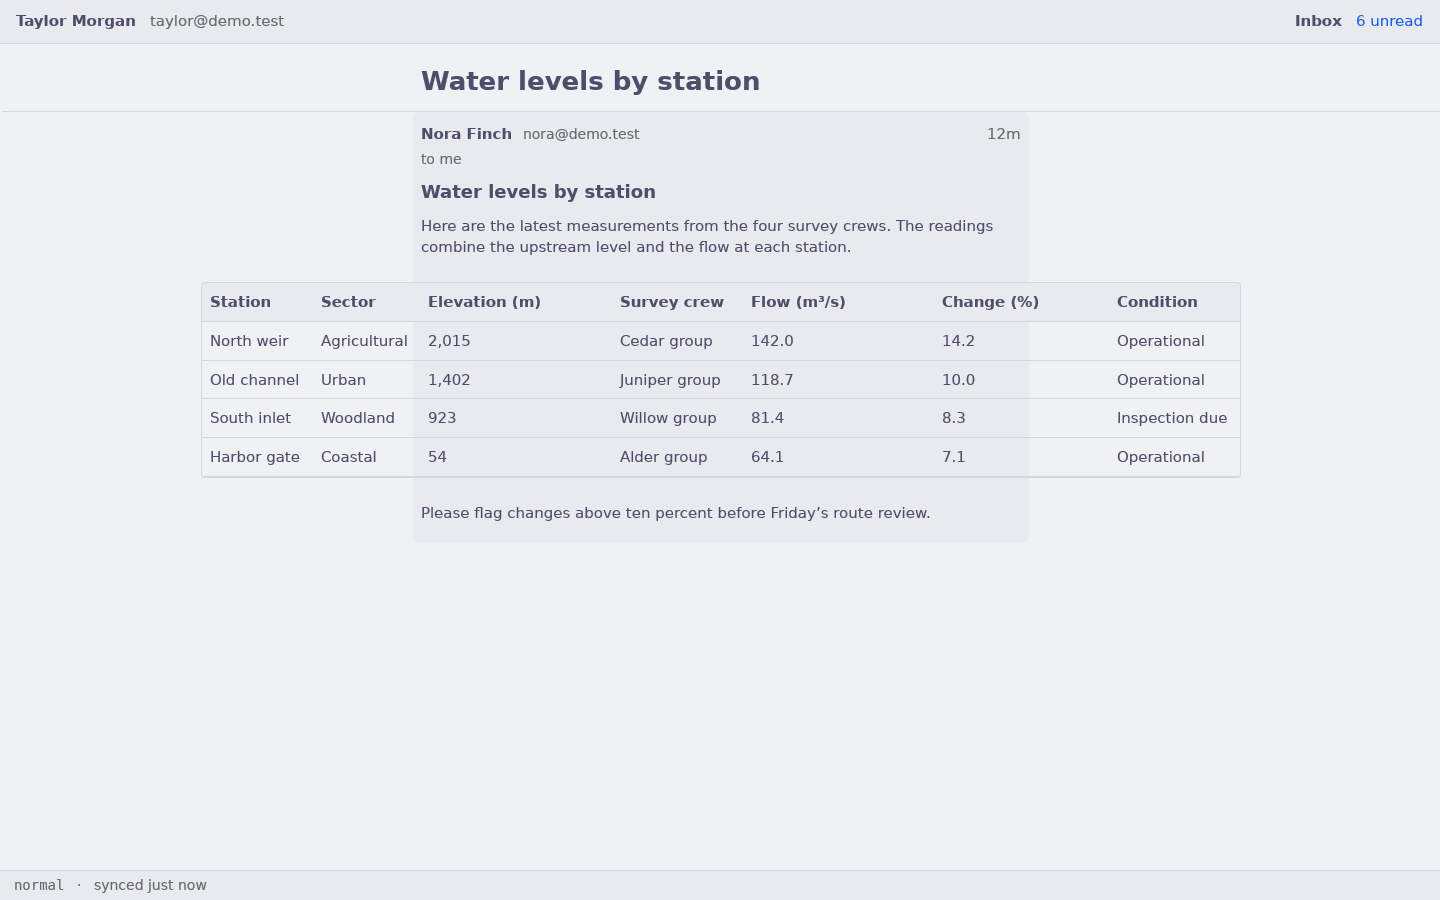 Taylor Morgan taylor@demo.test Inbox 6 unread
Water levels by station
Nora Finch nora@demo.test 12m
to me
Water levels by station
Here are the latest measurements from the four survey crews. The readings
combine the upstream level and the flow at each station.
Station Sector Elevation (m) Survey crew Flow (m³/s) Change (%) Condition
North weir Agricultural 2,015 Cedar group 142.0 14.2 Operational
Old channel Urban 1,402 Juniper group 118.7 10.0 Operational
South inlet Woodland 923 Willow group 81.4 8.3 Inspection due
Harbor gate Coastal 54 Alder group 64.1 7.1 Operational
Please flag changes above ten percent before Friday’s route review.
normal · synced just now